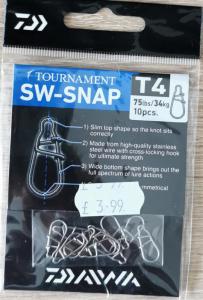 DAIWA
TOURNAMENT
SW-SNAP
T4
75lbs/34kg
10pcs.
1) Slim top shape so the knot sits
correctly
2) Made from high-quality stainless
steel wire with cross-locking hook
for ultimate strength
3) Wide bottom shape brings out the
full spectrum of lure actions
symmetrical
£ 3.99
DAIWA